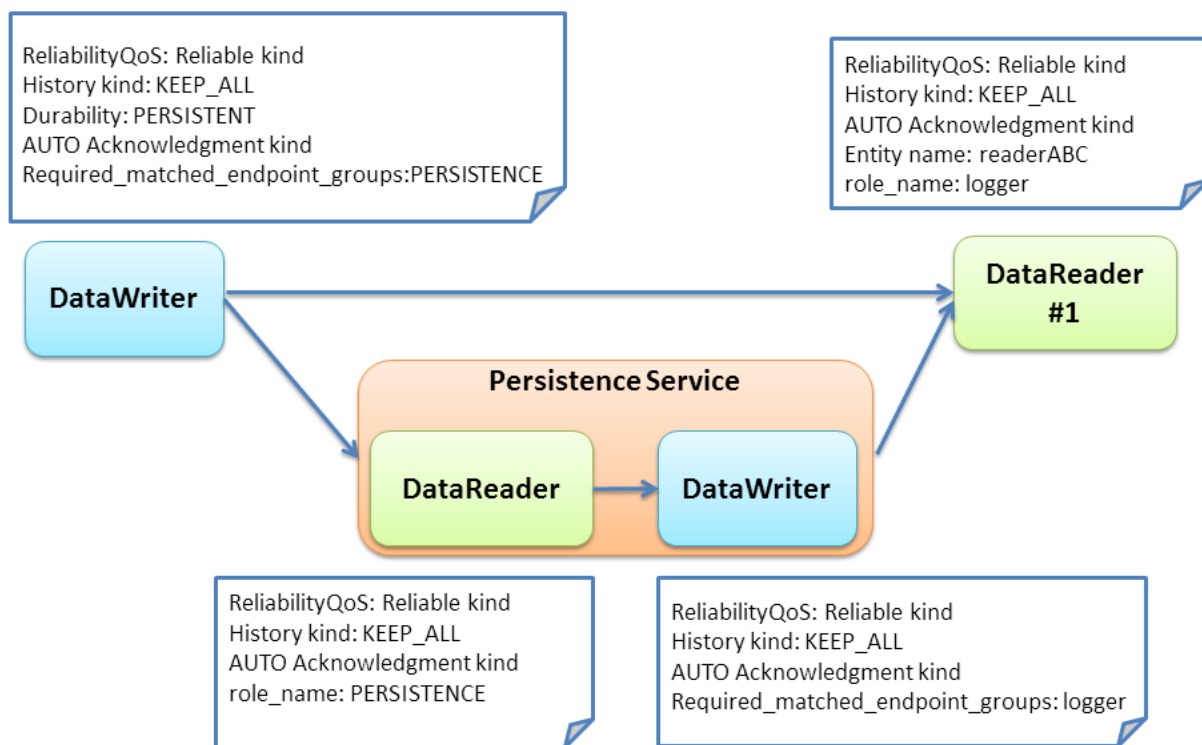 ReliabilityQoS: Reliable kind
History kind: KEEP_ALL
Durability: PERSISTENT
AUTO Acknowledgment kind
Required_matched_endpoint_groups:PERSISTENCE
ReliabilityQoS: Reliable kind
History kind: KEEP_ALL
AUTO Acknowledgment kind
Entity name: readerABC
role_name: logger
DataWriter
DataReader
#1
Persistence Service
DataReader
DataWriter
ReliabilityQoS: Reliable kind
History kind: KEEP_ALL
AUTO Acknowledgment kind
role_name: PERSISTENCE
ReliabilityQoS: Reliable kind
History kind: KEEP_ALL
AUTO Acknowledgment kind
Required_matched_endpoint_groups: logger